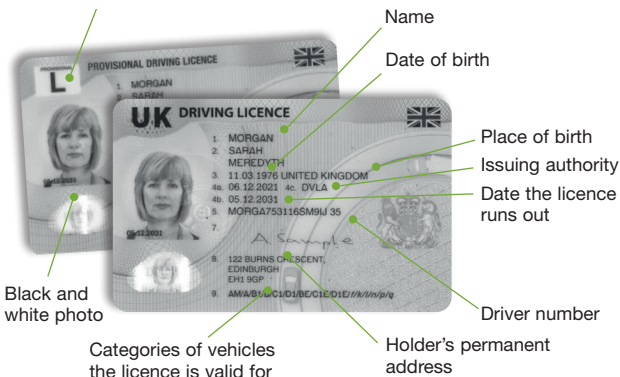 Name
Date of birth
PROVISIONAL
L
PROVISIONAL DRIVING LICENCE
1. MORGAN
2. SARAH
UK DRIVING LICENCE
1. MORGAN
2. SARAH
MEREDYTH
3. 11.03.1976 UNITED KINGDOM
4a. 06.12.2021 4c. DVLA
4b. 05.12.2031
5. MORGA753116SM9IJ 35
7.
A Sample
8. 122 BURNS CRESCENT,
EDINBURGH
EH1 9GP
9. AM/A/B1/B/C1/D1/BE/C1E/D1E/f/k/l/n/p/q
05.12.2031
Place of birth
Issuing authority
Date the licence
runs out
Driver number
Holder's permanent
address
Categories of vehicles
the licence is valid for
Black and
white photo